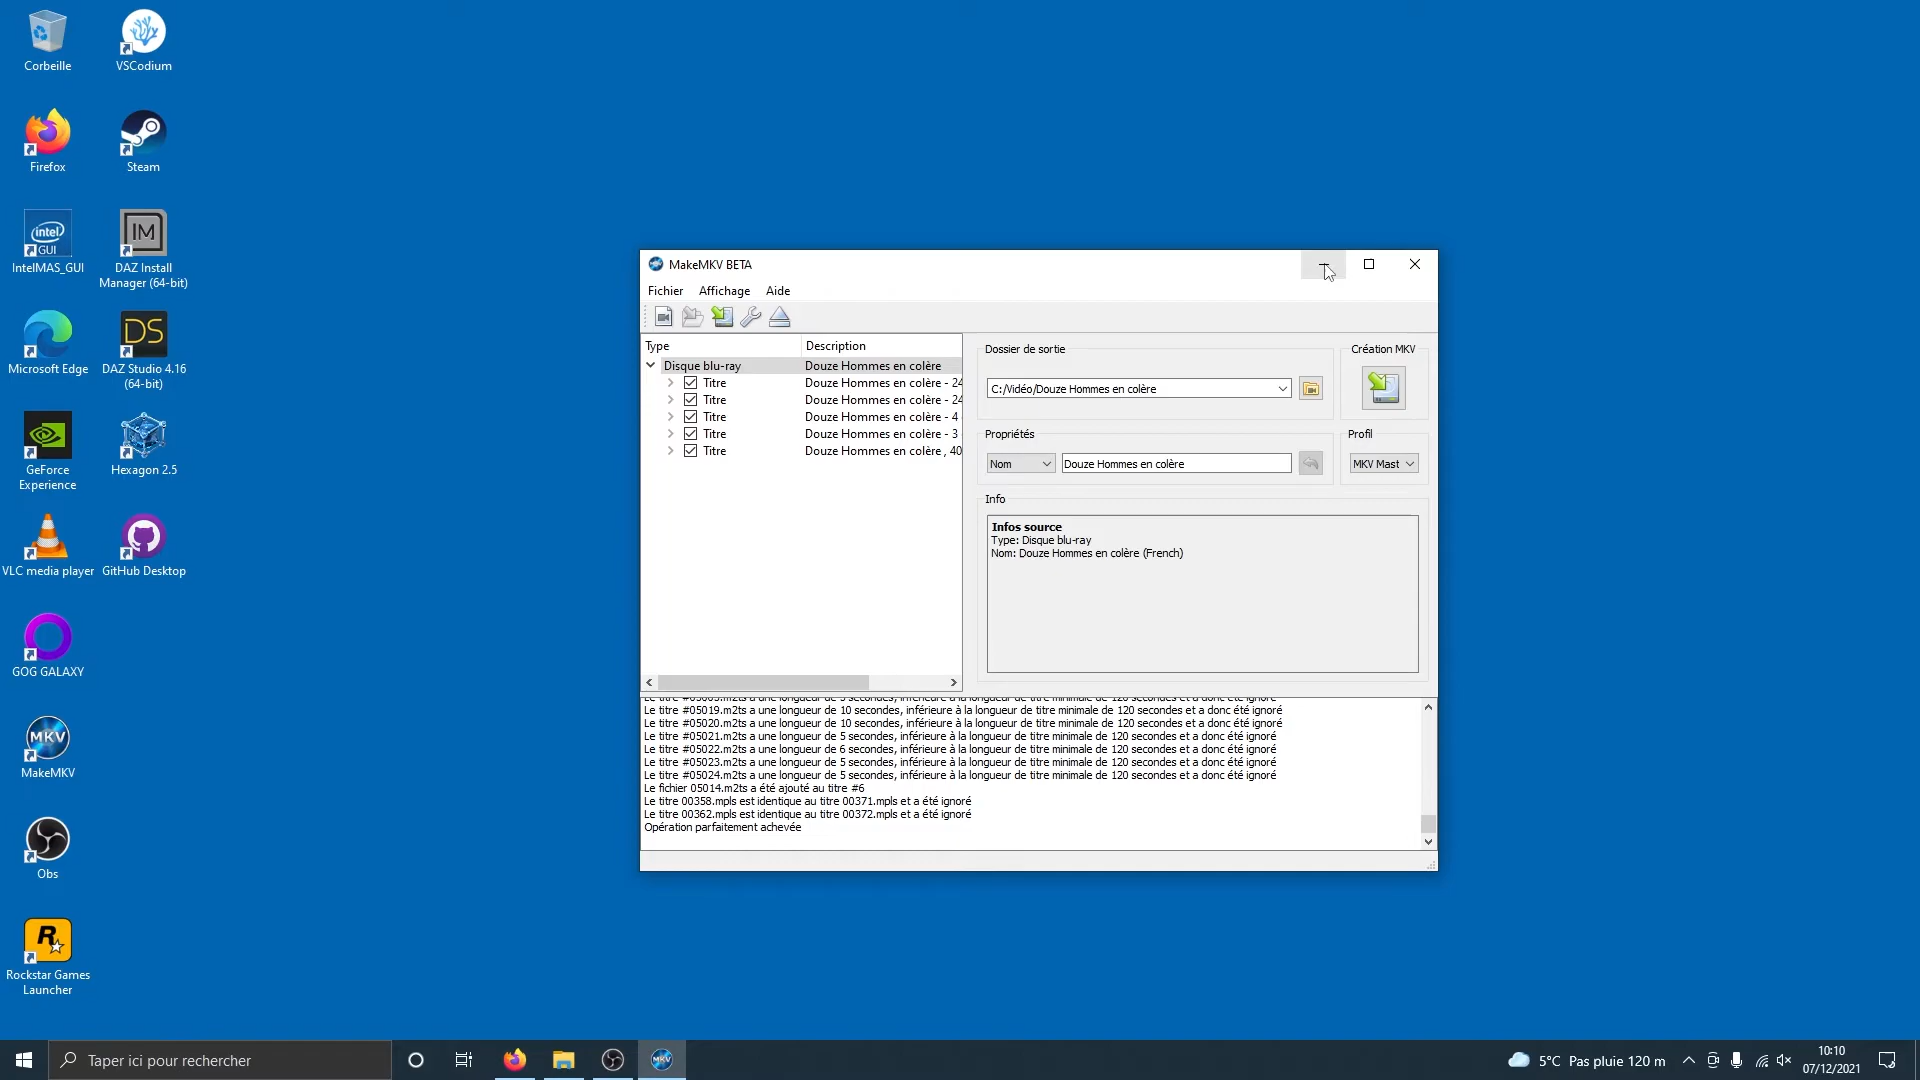 Corbeille
VSCodium
Firefox
Steam
intel
GUI
IntelMAS_GUI
IM
DAZ Install
Manager (64-bit)
Microsoft Edge
DS
DAZ Studio 4.16
(64-bit)
GeForce
Experience
Hexagon 2.5
VLC media player
GitHub Desktop
GOG GALAXY
MKV
MakeMKV
Obs
R
Rockstar Games
Launcher
MakeMKV BETA
Fichier Affichage Aide
Type Description
Disque blu-ray Douze Hommes en colère
Titre Douze Hommes en colère - 24
Titre Douze Hommes en colère - 24
Titre Douze Hommes en colère - 4
Titre Douze Hommes en colère - 3
Titre Douze Hommes en colère , 40
Dossier de sortie
C:/Vidéo/Douze Hommes en colère
Création MKV
Propriétés
Nom Douze Hommes en colère
Profil
MKV Mast
Info
Infos source
Type: Disque blu-ray
Nom: Douze Hommes en colère (French)
Le titre #05019.m2ts a une longueur de 10 secondes, inférieure à la longueur de titre minimale de 120 secondes et a donc été ignoré
Le titre #05020.m2ts a une longueur de 10 secondes, inférieure à la longueur de titre minimale de 120 secondes et a donc été ignoré
Le titre #05021.m2ts a une longueur de 5 secondes, inférieure à la longueur de titre minimale de 120 secondes et a donc été ignoré
Le titre #05022.m2ts a une longueur de 6 secondes, inférieure à la longueur de titre minimale de 120 secondes et a donc été ignoré
Le titre #05023.m2ts a une longueur de 5 secondes, inférieure à la longueur de titre minimale de 120 secondes et a donc été ignoré
Le titre #05024.m2ts a une longueur de 5 secondes, inférieure à la longueur de titre minimale de 120 secondes et a donc été ignoré
Le fichier 05014.m2ts a été ajouté au titre #6
Le titre 00358.mpls est identique au titre 00371.mpls et a été ignoré
Le titre 00362.mpls est identique au titre 00372.mpls et a été ignoré
Opération parfaitement achevée
Taper ici pour rechercher
MKV
5°C Pas pluie 120 m
10:10
07/12/2021